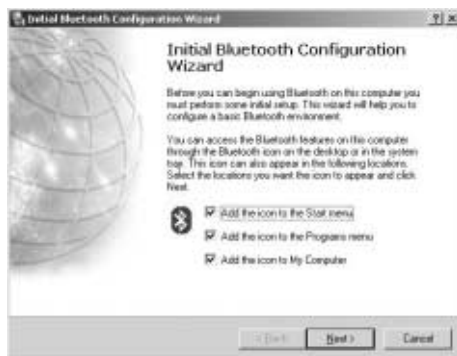 Initial Bluetooth Configuration Wizard
Initial Bluetooth Configuration
Wizard
Before you can begin using Bluetooth on this computer you
must perform some initial setup. This wizard will help you to
configure a basic Bluetooth environment.
You can access the Bluetooth features on this computer
through the Bluetooth icon on the desktop or in the system
tray. This icon can also appear in the following locations.
Select the locations you want the icon to appear and click
Next.
Add the icon to the Start menu
Add the icon to the Programs menu
Add the icon to My Computer
< Back
Next >
Cancel